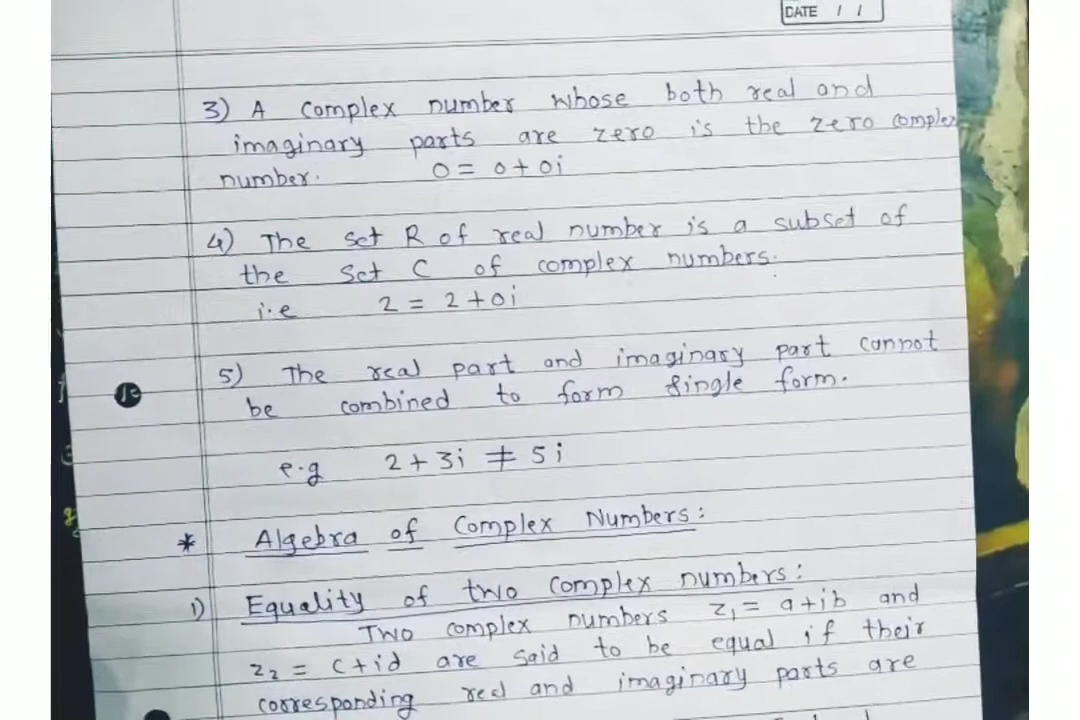 DATE / /
3) A complex number whose both real and
imaginary parts are zero is the zero complex
number. 0 = 0 + 0i
4) The set R of real number is a subset of
the set C of complex numbers.
i.e 2 = 2 + 0i
5) The real part and imaginary part cannot
be combined to form single form.
e.g 2 + 3i ≠ 5i
* Algebra of Complex Numbers:
1) Equality of two complex numbers:
Two complex numbers z₁ = a+ib and
z₂ = c+id are said to be equal if their
corresponding real and imaginary parts are